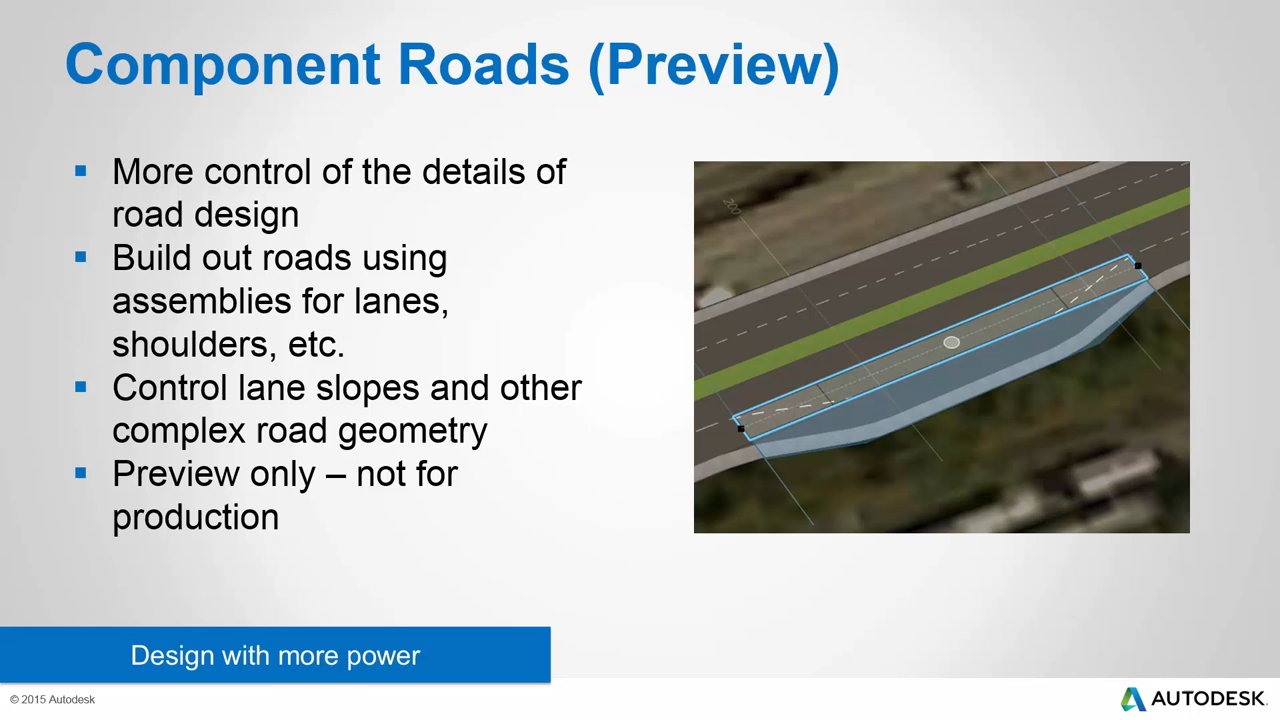 Component Roads (Preview)
More control of the details of
road design
Build out roads using
assemblies for lanes,
shoulders, etc.
Control lane slopes and other
complex road geometry
Preview only – not for
production
200
Design with more power
© 2015 Autodesk
AUTODESK.